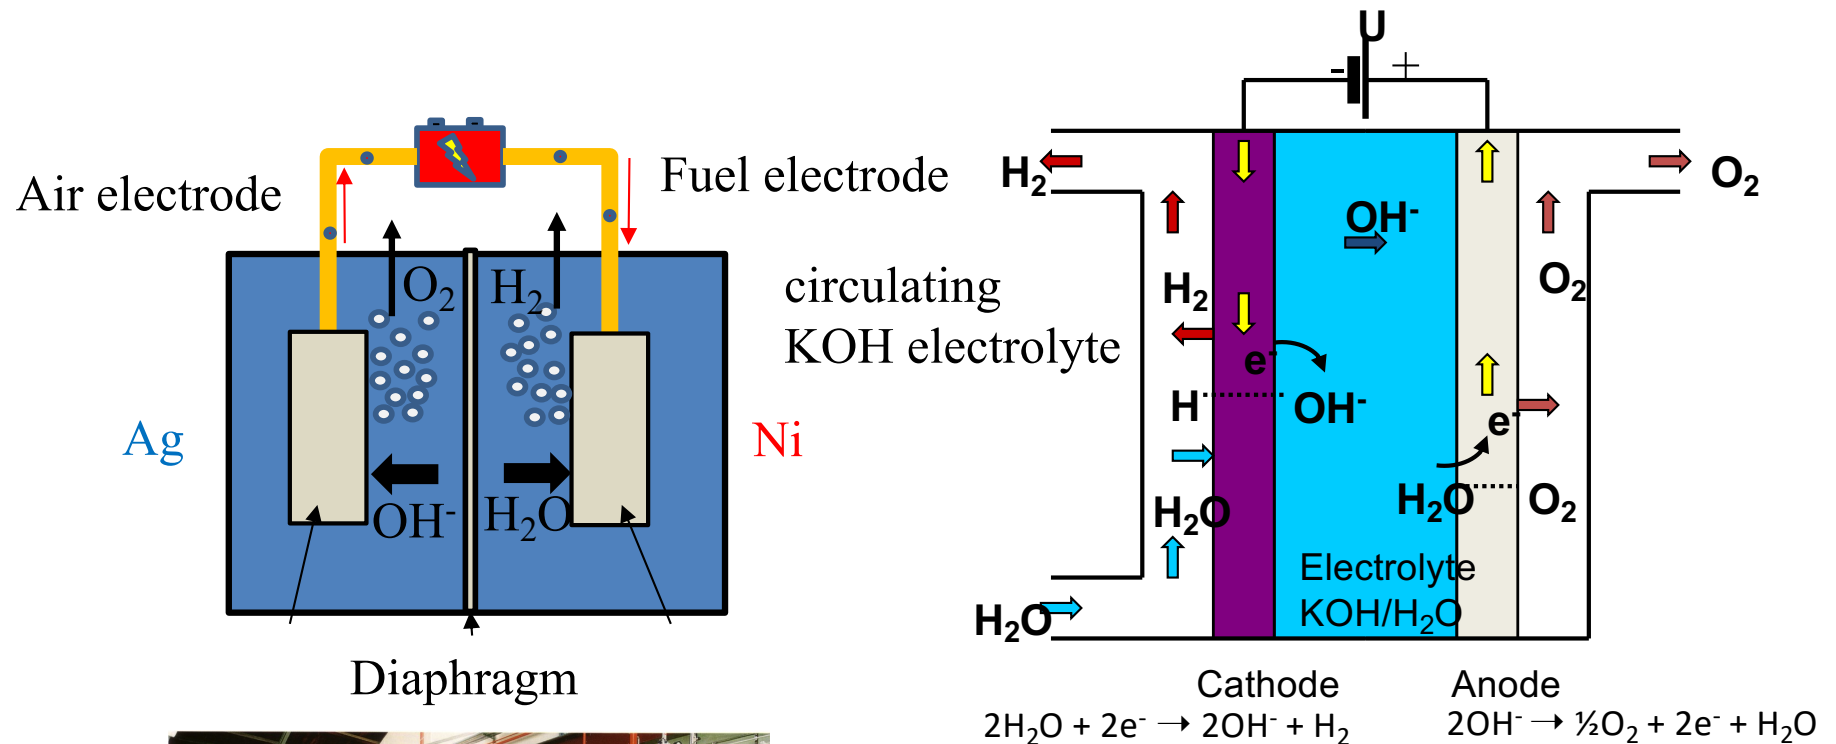 Air electrode
Fuel electrode
O₂
H₂
circulating
KOH electrolyte
Ag
Ni
OH⁻
H₂O
Diaphragm
U
- +
H₂
O₂
OH⁻
H₂
O₂
e⁻
H
OH⁻
e⁻
H₂O
H₂O
O₂
Electrolyte
KOH/H₂O
H₂O
Cathode
Anode
2H₂O + 2e⁻ → 2OH⁻ + H₂
2OH⁻ → ½O₂ + 2e⁻ + H₂O